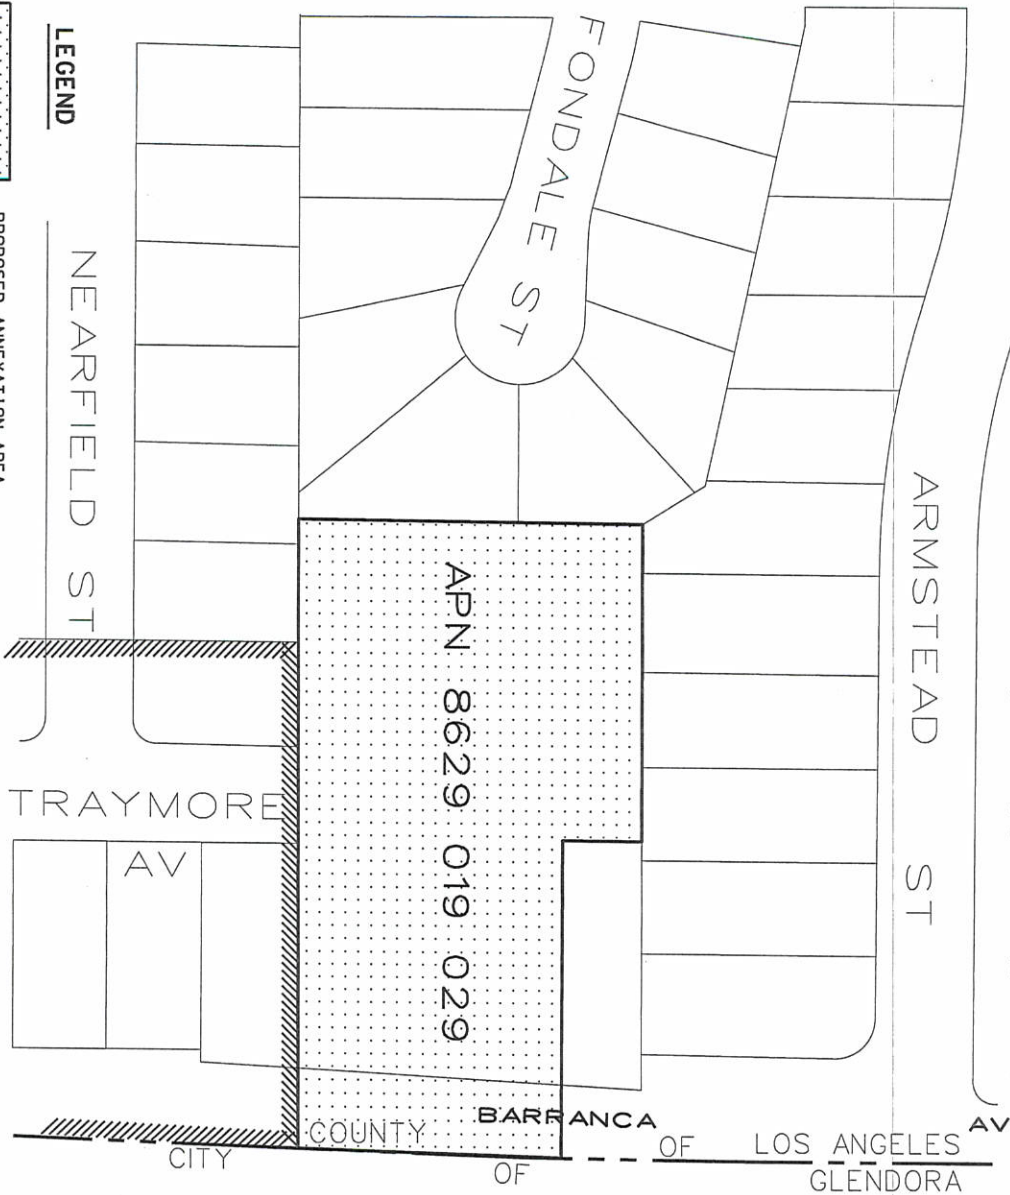 LEGEND
PROPOSED ANNEXATION AREA
FONDALE ST
NEARFIELD ST
ARMSTEAD ST
APN 8629 019 029
TRAYMORE
AV
BARRANCA AV
COUNTY OF LOS ANGELES
CITY OF GLENDORA